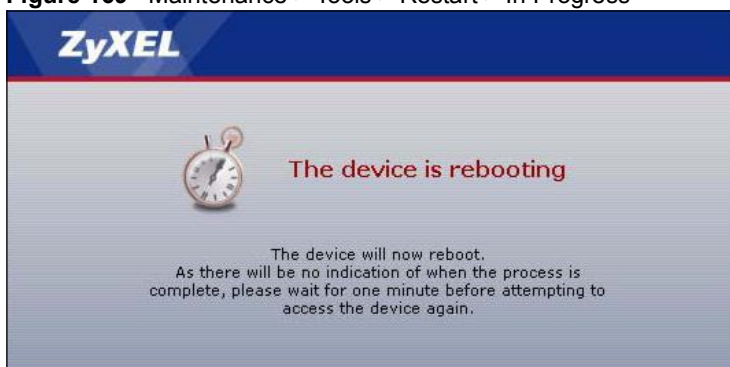 Figure Maintenance > Tools > Restart > In Progress
ZyXEL
The device is rebooting
The device will now reboot.
As there will be no indication of when the process is
complete, please wait for one minute before attempting to
access the device again.